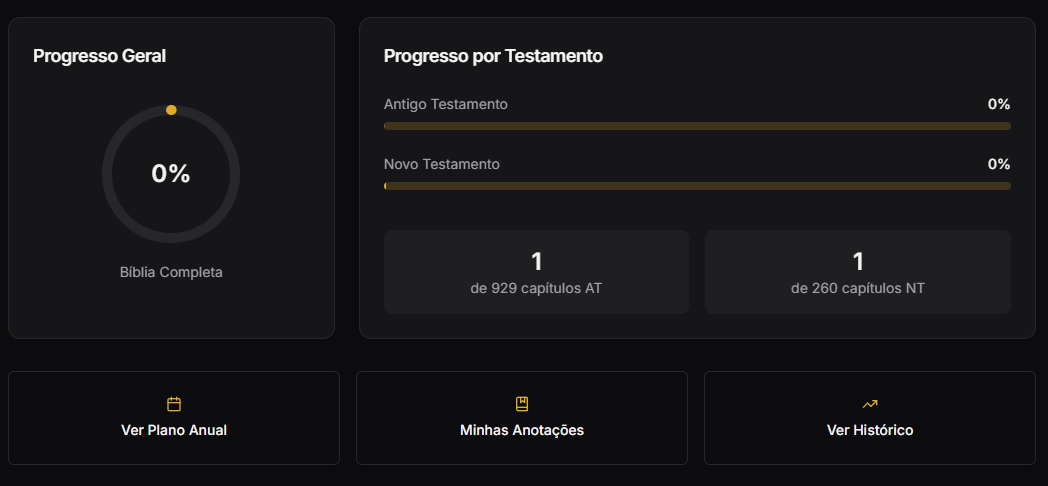 Progresso Geral
0%
Bíblia Completa
Progresso por Testamento
Antigo Testamento 0%
Novo Testamento 0%
1
de 929 capítulos AT
1
de 260 capítulos NT
Ver Plano Anual
Minhas Anotações
Ver Histórico